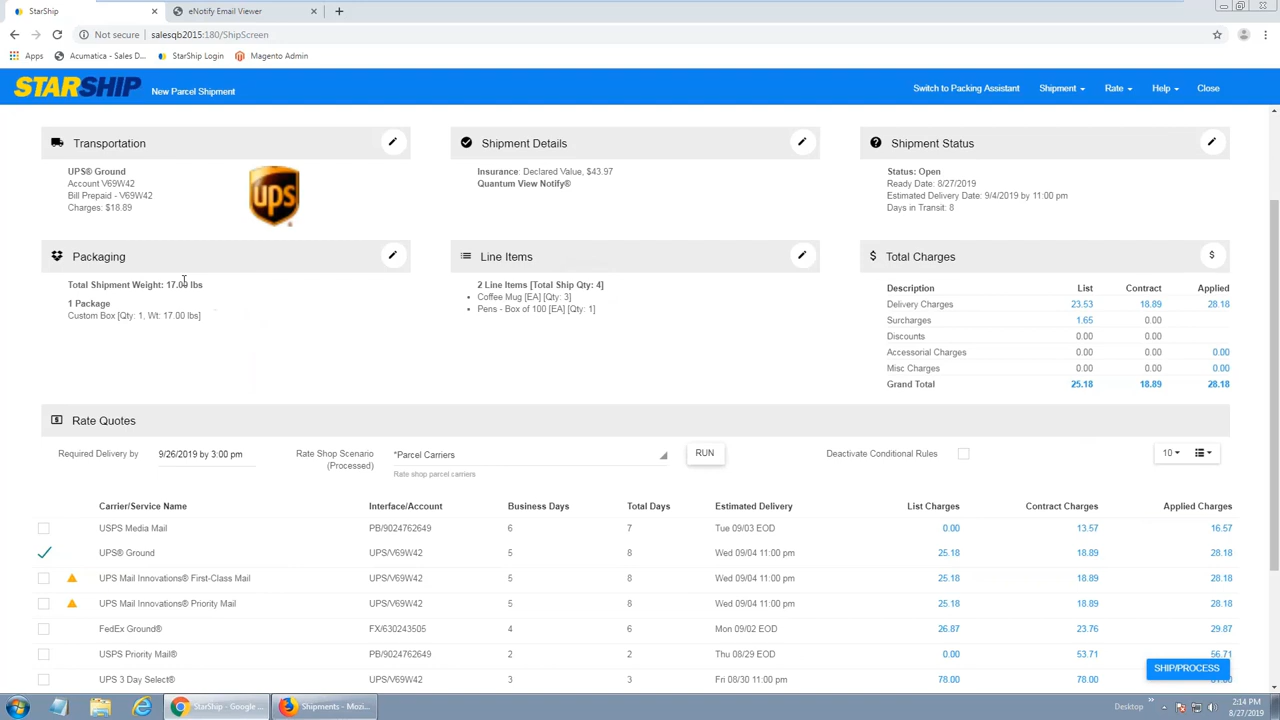 StarShip
eNotify Email Viewer
Not secure salesqb2015:180/ShipScreen
Apps Acumatica - Sales D... StarShip Login Magento Admin
STARSHIP New Parcel Shipment Switch to Packing Assistant Shipment Rate Help Close
Transportation
UPS® Ground
Account V69W42
Bill Prepaid - V69W42
Charges: $18.89
ups
Shipment Details
Insurance: Declared Value, $43.97
Quantum View Notify®
Shipment Status
Status: Open
Ready Date: 8/27/2019
Estimated Delivery Date: 9/4/2019 by 11:00 pm
Days in Transit: 8
Packaging
Total Shipment Weight: 17.00 lbs
1 Package
Custom Box [Qty: 1, Wt: 17.00 lbs]
Line Items
2 Line Items [Total Ship Qty: 4]
Coffee Mug [EA] [Qty: 3]
Pens - Box of 100 [EA] [Qty: 1]
$ Total Charges $
Description List Contract Applied
Delivery Charges 23.53 18.89 28.18
Surcharges 1.65 0.00
Discounts 0.00 0.00
Accessorial Charges 0.00 0.00 0.00
Misc Charges 0.00 0.00 0.00
Grand Total 25.18 18.89 28.18
Rate Quotes
Required Delivery by 9/26/2019 by 3:00 pm
Rate Shop Scenario
(Processed)
*Parcel Carriers
Rate shop parcel carriers
RUN
Deactivate Conditional Rules
10
Carrier/Service Name Interface/Account Business Days Total Days Estimated Delivery List Charges Contract Charges Applied Charges
USPS Media Mail PB/9024762649 6 7 Tue 09/03 EOD 0.00 13.57 16.57
UPS® Ground UPS/V69W42 5 8 Wed 09/04 11:00 pm 25.18 18.89 28.18
UPS Mail Innovations® First-Class Mail UPS/V69W42 5 8 Wed 09/04 11:00 pm 25.18 18.89 28.18
UPS Mail Innovations® Priority Mail UPS/V69W42 5 8 Wed 09/04 11:00 pm 25.18 18.89 28.18
FedEx Ground® FX/630243505 4 6 Mon 09/02 EOD 26.87 23.76 29.87
USPS Priority Mail® PB/9024762649 2 2 Thu 08/29 EOD 0.00 53.71 56.71
UPS 3 Day Select® UPS/V69W42 3 3 Fri 08/30 11:00 pm 78.00 78.00
SHIP/PROCESS
StarShip - Google ...
Shipments - Mozi...
Desktop
2:14 PM
8/27/2019